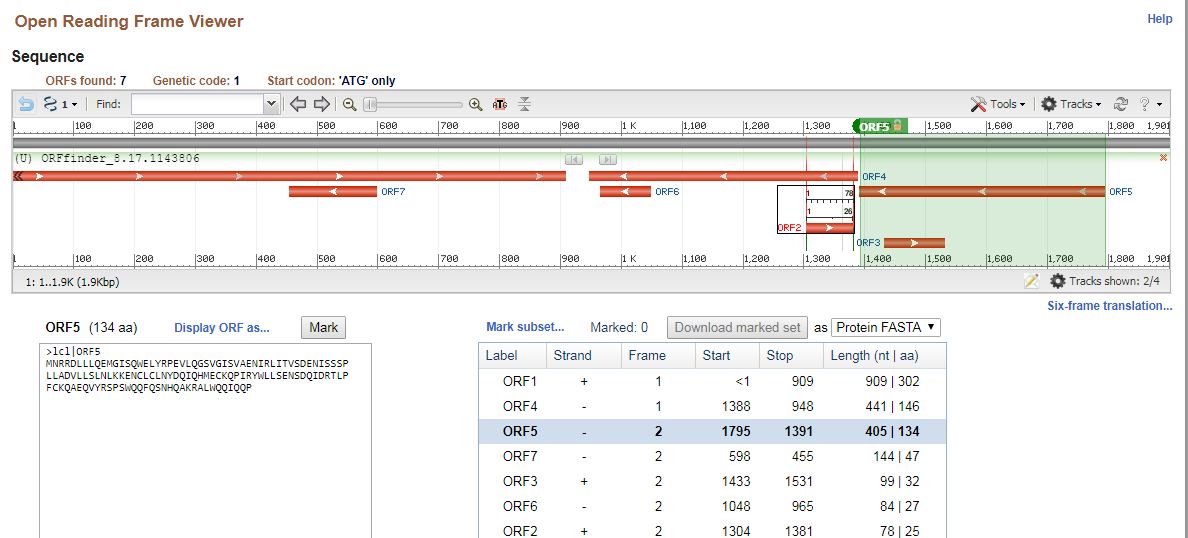 Open Reading Frame Viewer
Help
Sequence
ORFs found: 7 Genetic code: 1 Start codon: 'ATG' only
1 Find: ATG Tools Tracks ?
1 100 200 300 400 500 600 700 800 900 1 K 1,100 1,200 1,300 ORF5 1,500 1,600 1,700 1,800 1,901
(U) ORFfinder_8.17.1143806
ORF4
ORF7 ORF6 1 78 ORF5
1 26
ORF2
ORF3
1 100 200 300 400 500 600 700 800 900 1 K 1,100 1,200 1,300 1,400 1,500 1,600 1,700 1,800 1,901
1: 1..1.9K (1.9Kbp) Tracks shown: 2/4
Six-frame translation...
ORF5 (134 aa) Display ORF as... Mark
>lcl|ORF5
MNRRDLLLQEMGISQWELYRPEVLQGSVGISVAENIRLITVSDENISSSP
LLADVLLSLNLKKENCLCLNYDQIQHMECKQPIRYWLLSENSDQIDRTLP
FCKQAEQVYRSPSWQQFQSNHQAKRALWQQIQQP
Mark subset... Marked: 0 Download marked set as Protein FASTA
Label Strand Frame Start Stop Length (nt | aa)
ORF1 + 1 <1 909 909 | 302
ORF4 - 1 1388 948 441 | 146
ORF5 - 2 1795 1391 405 | 134
ORF7 - 2 598 455 144 | 47
ORF3 + 2 1433 1531 99 | 32
ORF6 - 2 1048 965 84 | 27
ORF2 + 2 1304 1381 78 | 25